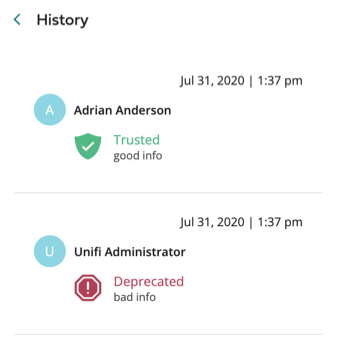 History
Jul 31, 2020 | 1:37 pm
A
Adrian Anderson
Trusted
good info
Jul 31, 2020 | 1:37 pm
U
Unifi Administrator
Deprecated
bad info